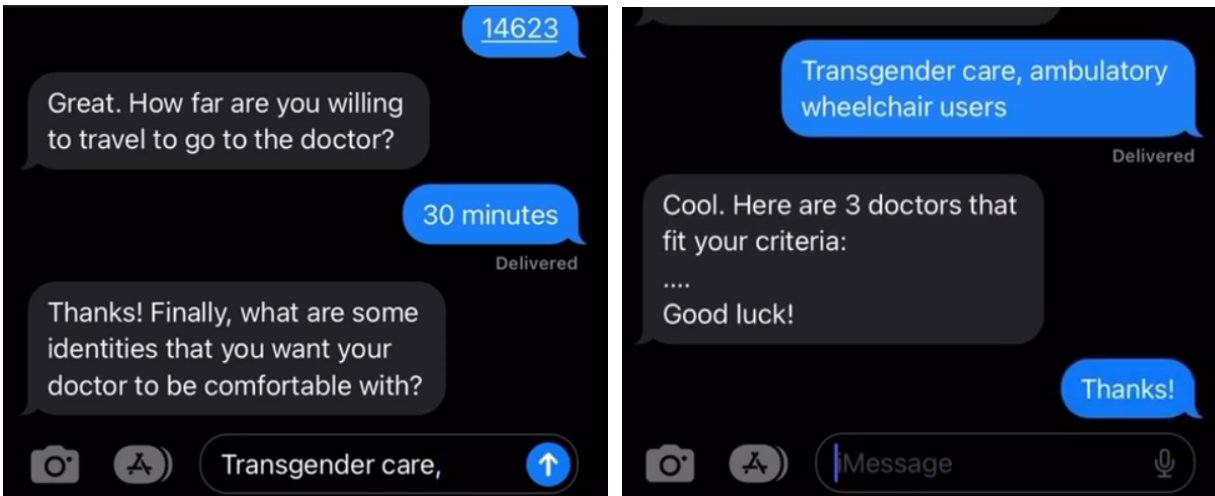 14623
Great. How far are you willing
to travel to go to the doctor?
30 minutes
Delivered
Thanks! Finally, what are some
identities that you want your
doctor to be comfortable with?
Transgender care,
Transgender care, ambulatory
wheelchair users
Delivered
Cool. Here are 3 doctors that
fit your criteria:
....
Good luck!
Thanks!
iMessage